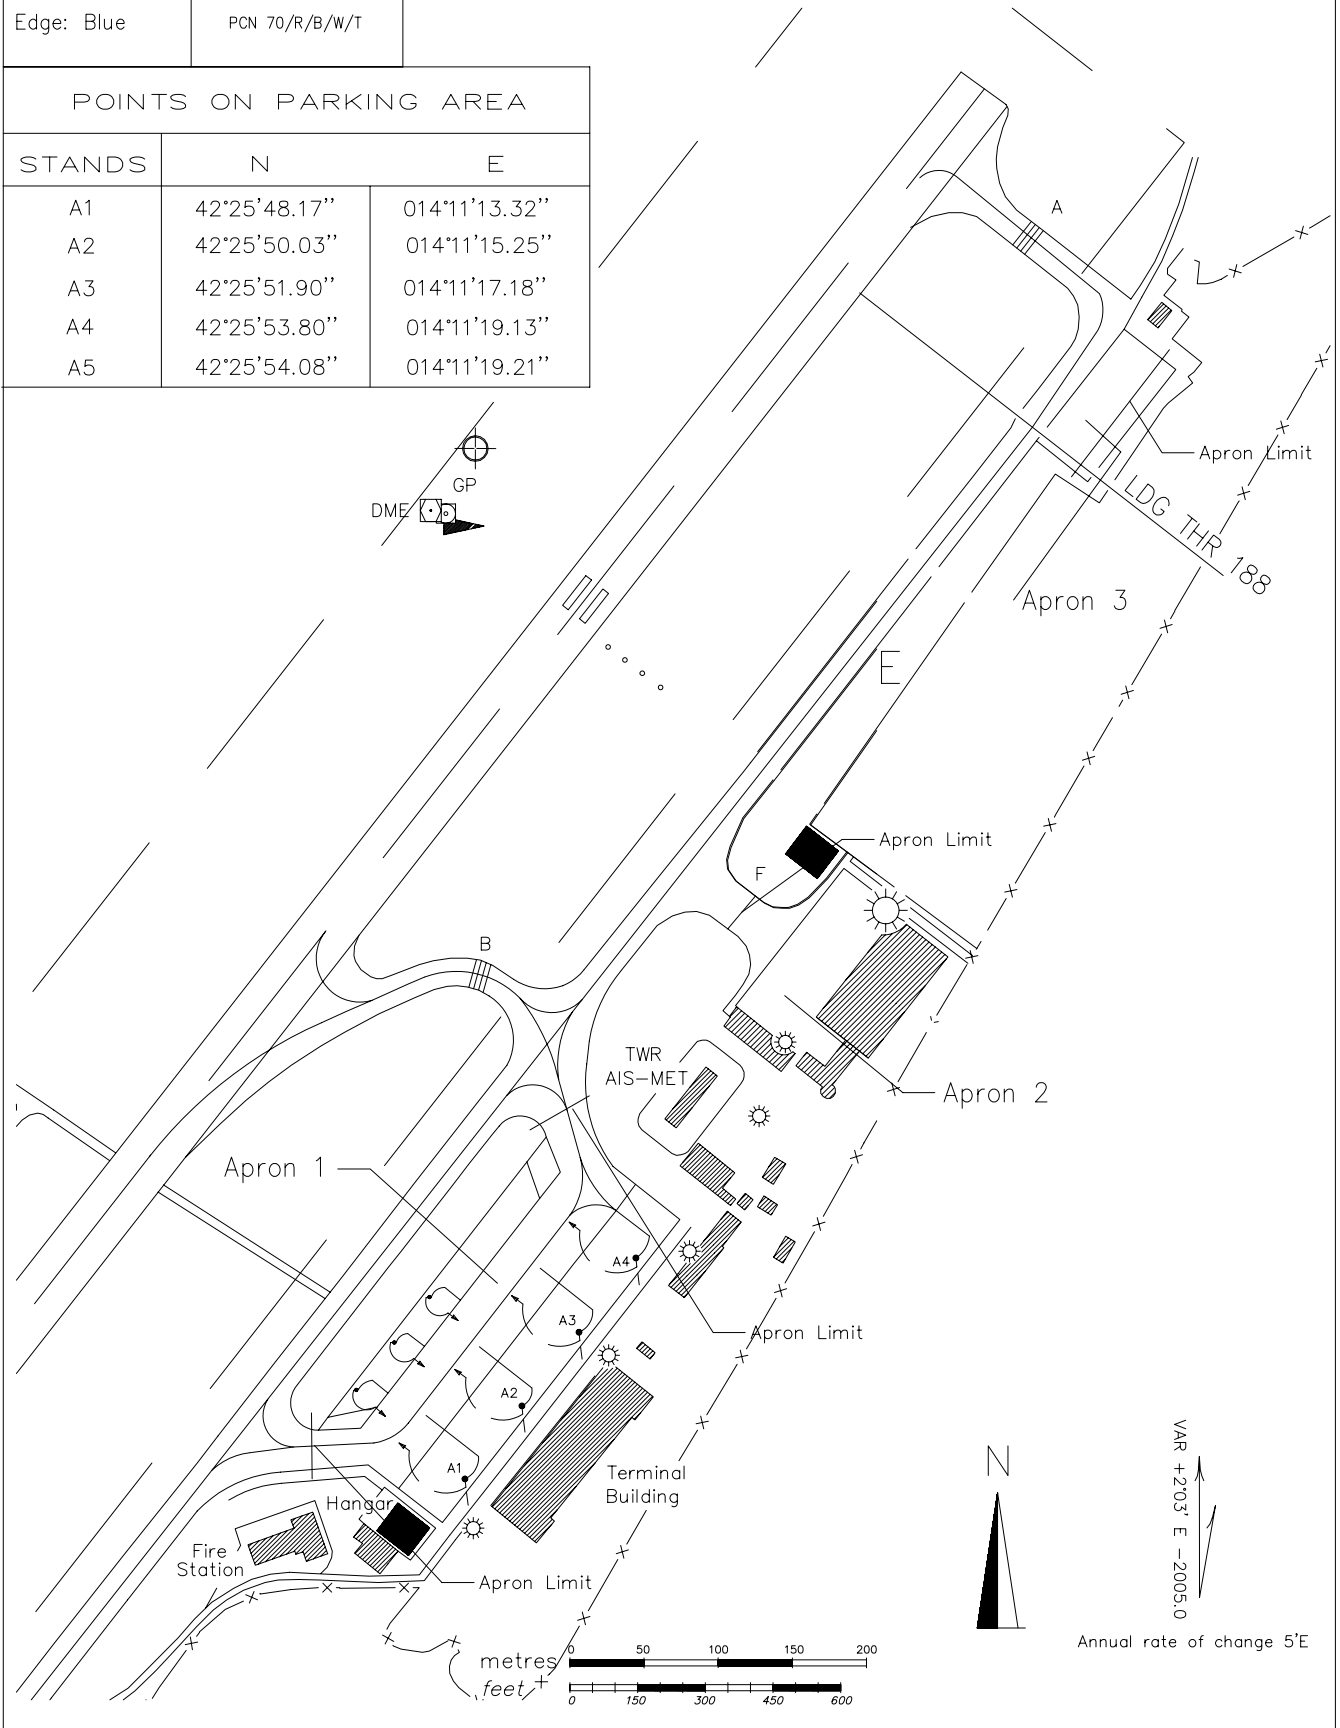 Edge: Blue
PCN 70/R/B/W/T
POINTS ON PARKING AREA
STANDS N E
A1 42°25'48.17'' 014°11'13.32''
A2 42°25'50.03'' 014°11'15.25''
A3 42°25'51.90'' 014°11'17.18''
A4 42°25'53.80'' 014°11'19.13''
A5 42°25'54.08'' 014°11'19.21''
A
Apron Limit
GP
DME
LDG THR 188
Apron 3
E
Apron Limit
F
B
TWR
AIS-MET
Apron 2
Apron 1
A4
A3
Apron Limit
A2
A1
Terminal
Building
Hangar
Fire
Station
Apron Limit
N
VAR +2°03' E -2005.0
Annual rate of change 5'E
metres 0 50 100 150 200
feet 0 150 300 450 600